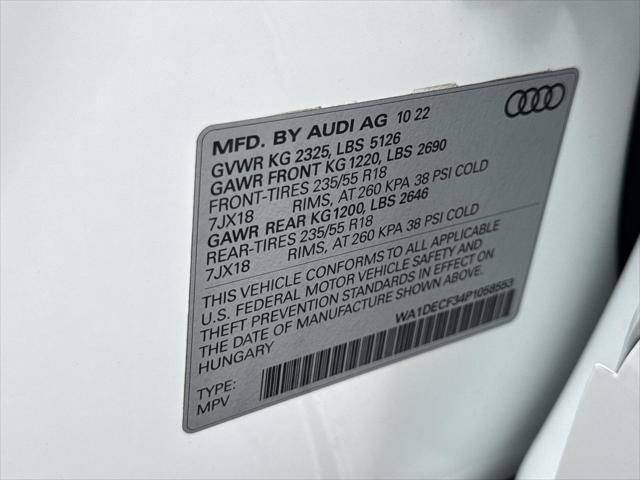 MFD. BY AUDI AG 10 22
GVWR KG 2325, LBS 5126
GAWR FRONT KG 1220, LBS 2690
FRONT-TIRES 235/55 R18
7JX18 RIMS, AT 260 KPA 38 PSI COLD
GAWR REAR KG 1200, LBS 2646
REAR-TIRES 235/55 R18
7JX18 RIMS, AT 260 KPA 38 PSI COLD
THIS VEHICLE CONFORMS TO ALL APPLICABLE
U.S. FEDERAL MOTOR VEHICLE SAFETY AND
THEFT PREVENTION STANDARDS IN EFFECT ON
THE DATE OF MANUFACTURE SHOWN ABOVE.
HUNGARY
WA1DECF34P1058553
TYPE:
MPV